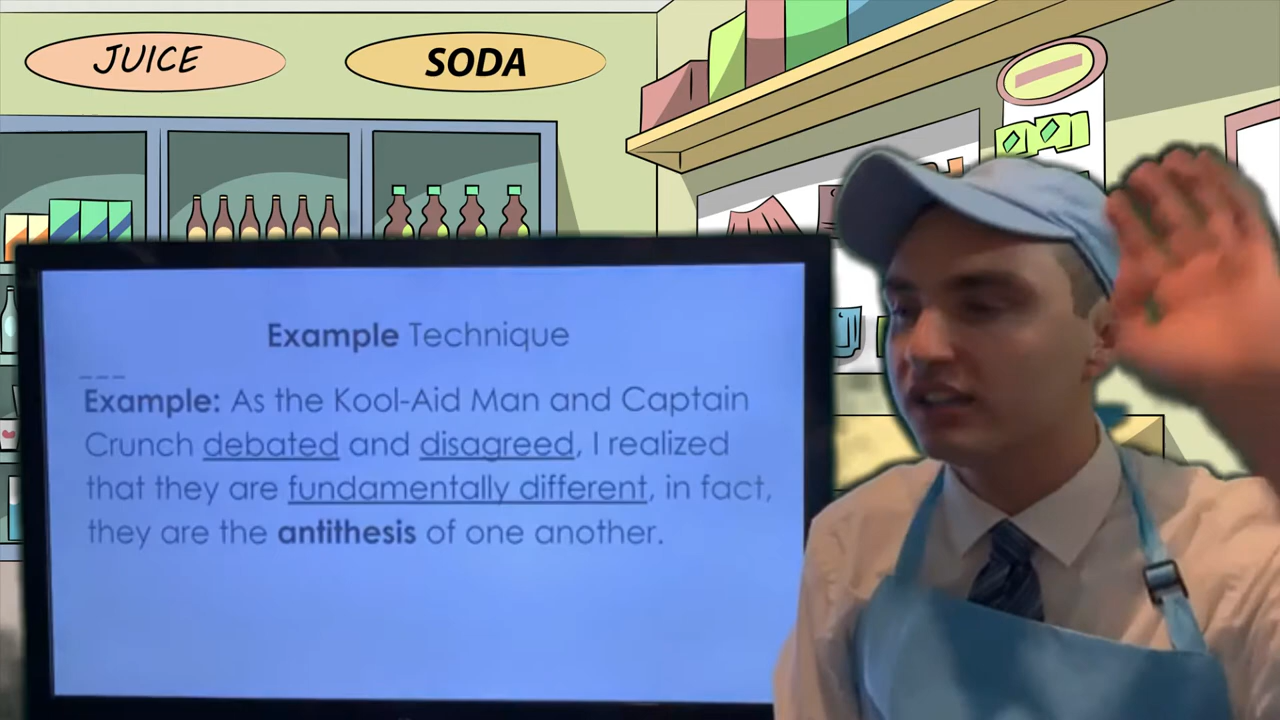 JUICE
SODA
Example Technique
Example: As the Kool-Aid Man and Captain
Crunch debated and disagreed, I realized
that they are fundamentally different, in fact,
they are the antithesis of one another.